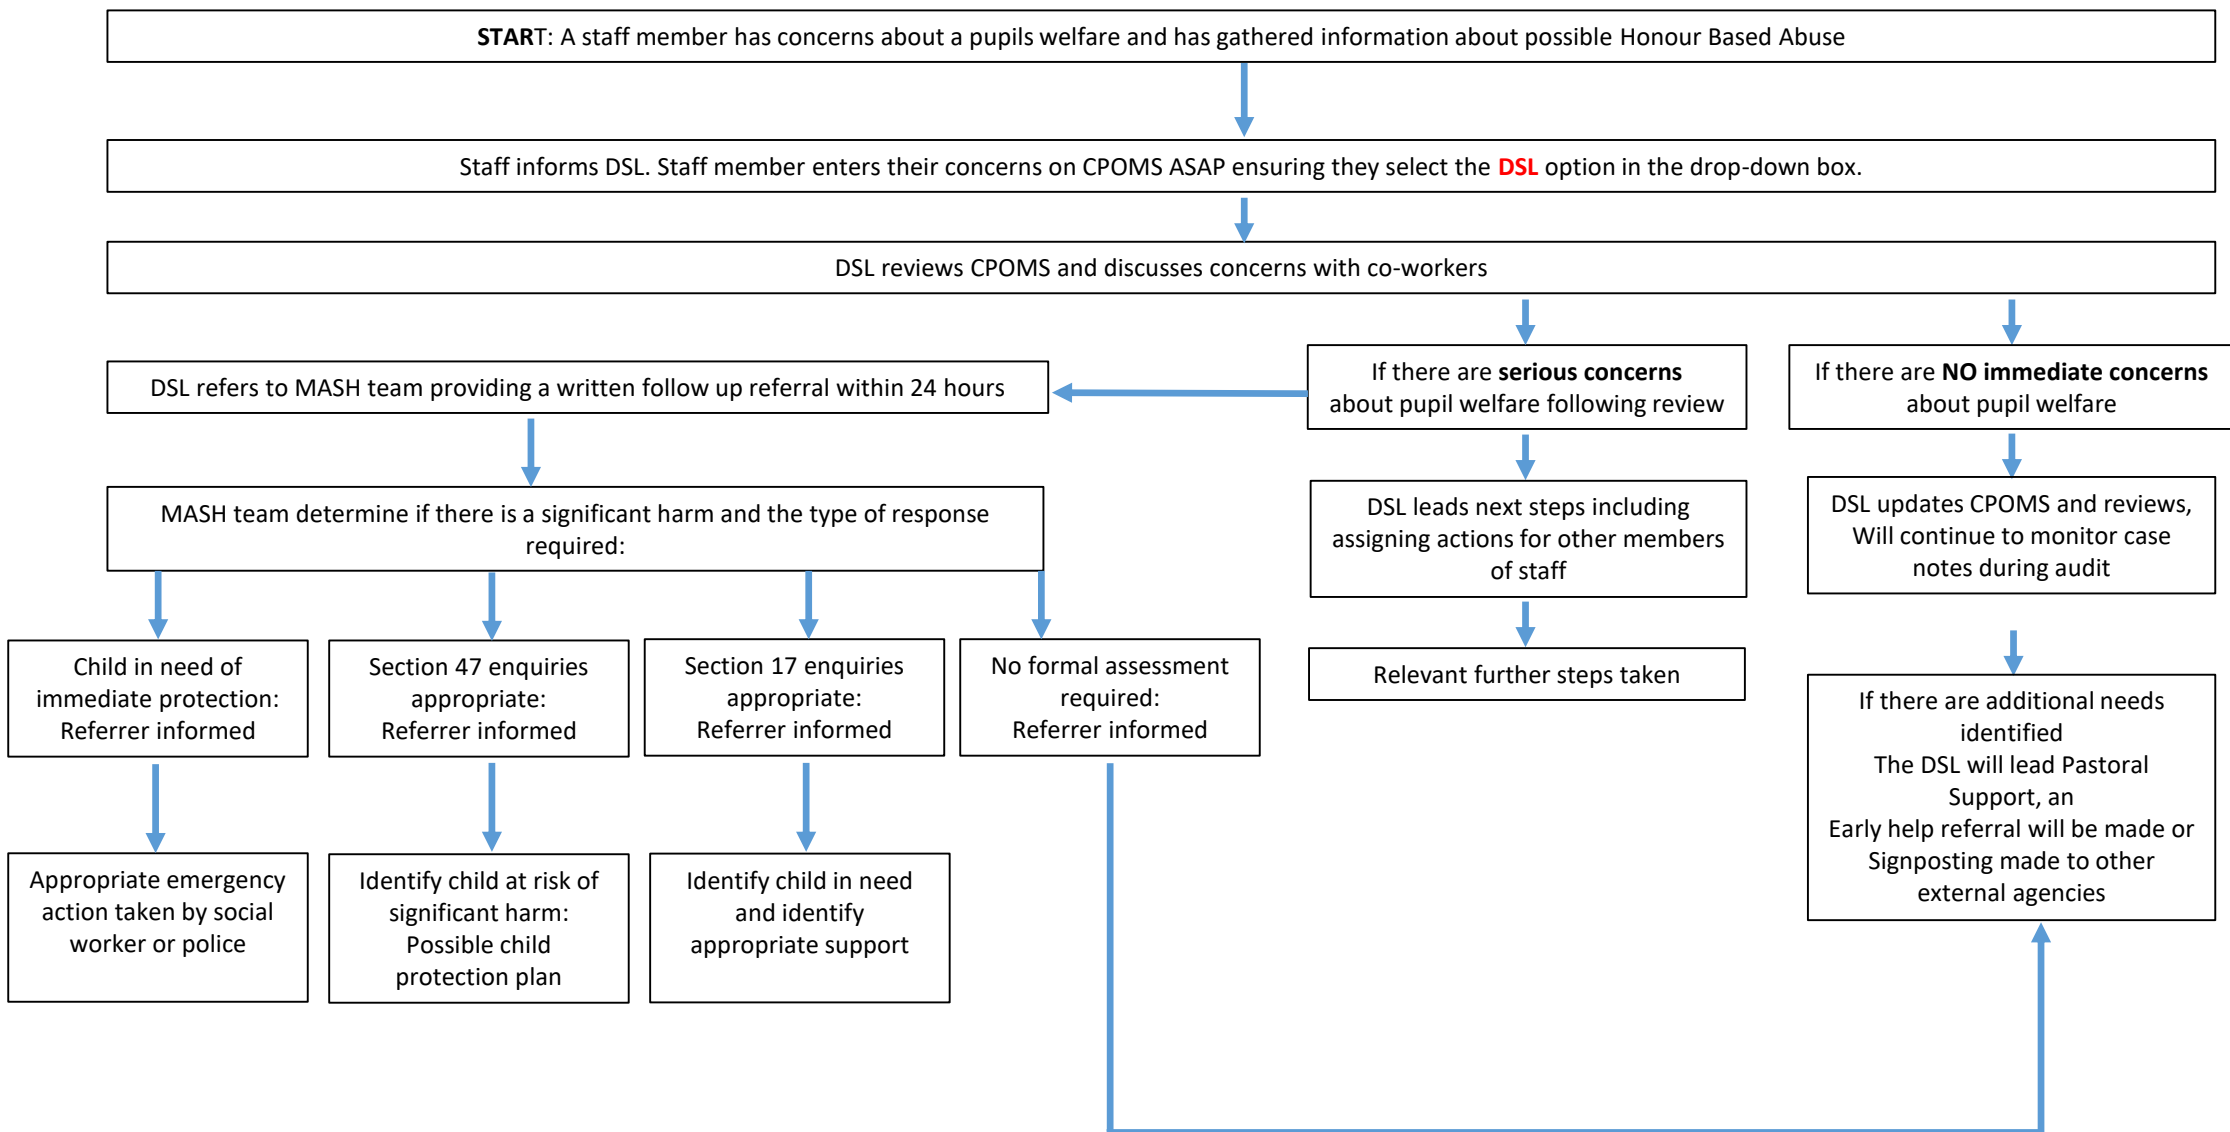 START: A staff member has concerns about a pupils welfare and has gathered information about possible Honour Based Abuse
Staff informs DSL. Staff member enters their concerns on CPOMS ASAP ensuring they select the DSL option in the drop-down box.
DSL reviews CPOMS and discusses concerns with co-workers
DSL refers to MASH team providing a written follow up referral within 24 hours
If there are serious concerns
about pupil welfare following review
If there are NO immediate concerns
about pupil welfare
MASH team determine if there is a significant harm and the type of response
required:
DSL leads next steps including
assigning actions for other members
of staff
DSL updates CPOMS and reviews,
Will continue to monitor case
notes during audit
Child in need of
immediate protection:
Referrer informed
Section 47 enquiries
appropriate:
Referrer informed
Section 17 enquiries
appropriate:
Referrer informed
No formal assessment
required:
Referrer informed
Relevant further steps taken
If there are additional needs
identified
The DSL will lead Pastoral
Support, an
Early help referral will be made or
Signposting made to other
external agencies
Appropriate emergency
action taken by social
worker or police
Identify child at risk of
significant harm:
Possible child
protection plan
Identify child in need
and identify
appropriate support